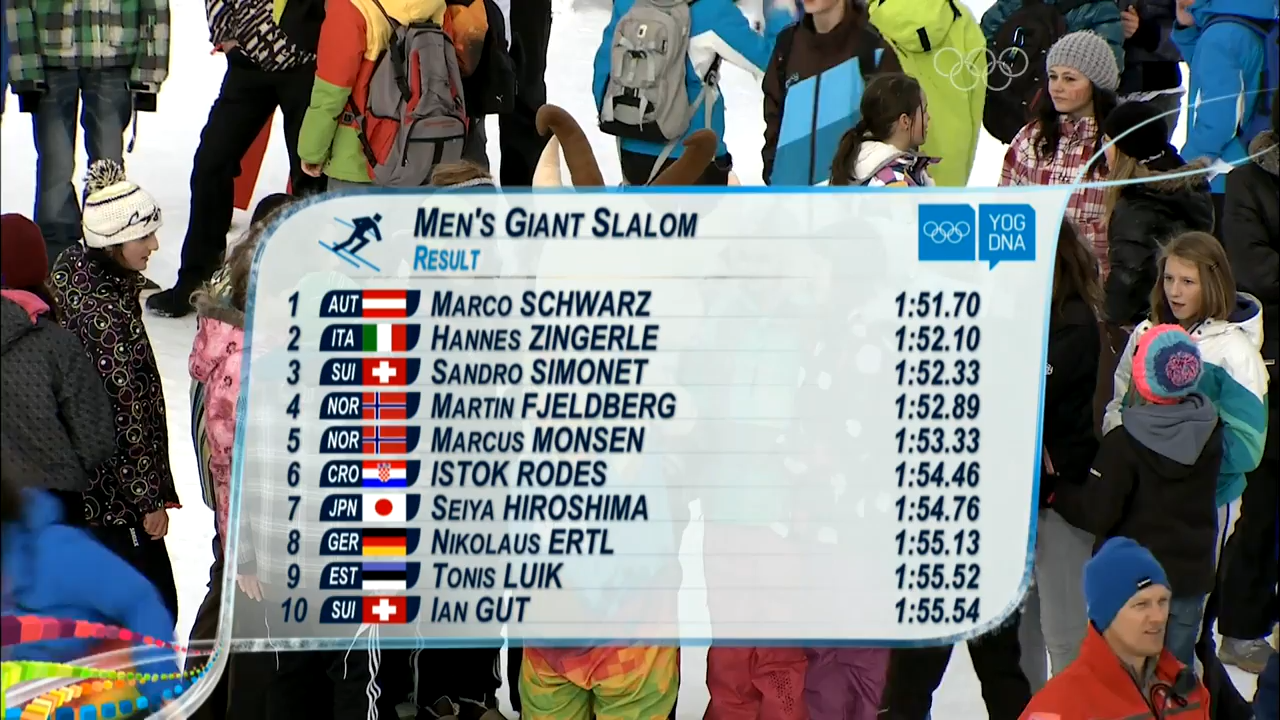 MEN'S GIANT SLALOM
RESULT
YOG
DNA
1 AUT MARCO SCHWARZ 1:51.70
2 ITA HANNES ZINGERLE 1:52.10
3 SUI SANDRO SIMONET 1:52.33
4 NOR MARTIN FJELDBERG 1:52.89
5 NOR MARCUS MONSEN 1:53.33
6 CRO ISTOK RODES 1:54.46
7 JPN SEIYA HIROSHIMA 1:54.76
8 GER NIKOLAUS ERTL 1:55.13
9 EST TONIS LUIK 1:55.52
10 SUI IAN GUT 1:55.54